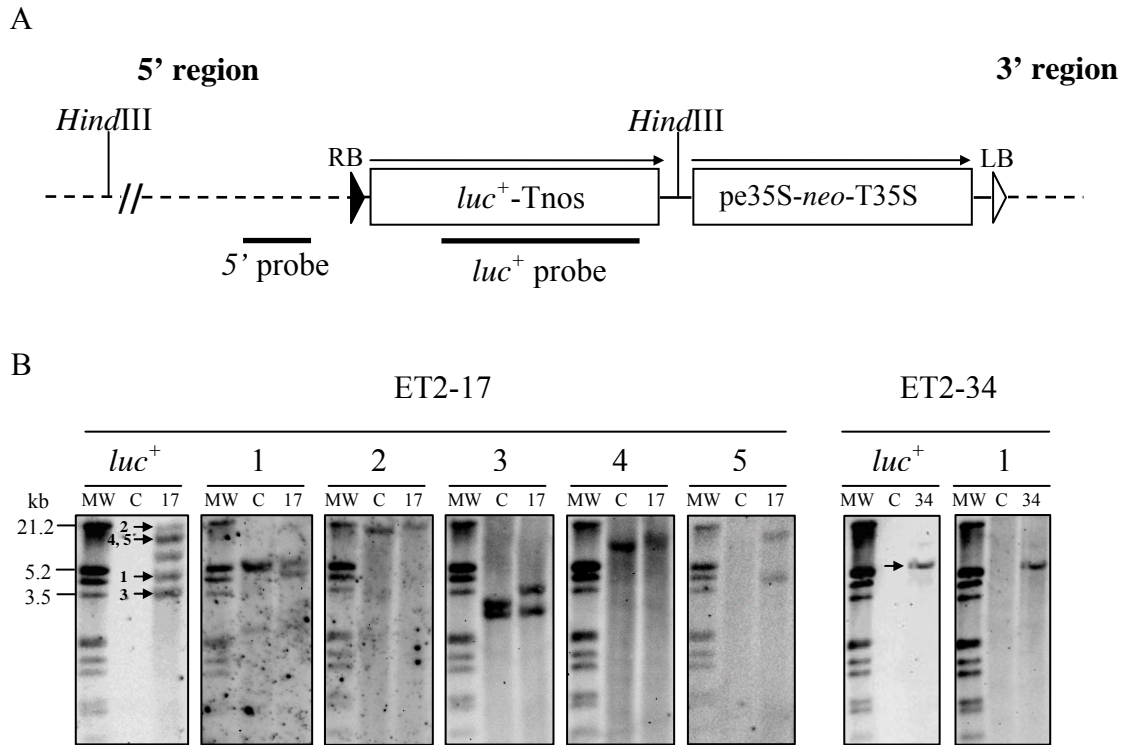 A
5’ region
3’ region
HindIII
HindIII
RB
LB
luc+-Tnos
pe35S-neo-T35S
5’ probe
luc+ probe
B
ET2-17
ET2-34
luc+ 1 2 3 4 5 luc+ 1
kb MW C 17 MW C 17 MW C 17 MW C 17 MW C 17 MW C 17 MW C 34 MW C 34
21.2
2
4, 5
5.2
1
3.5
3